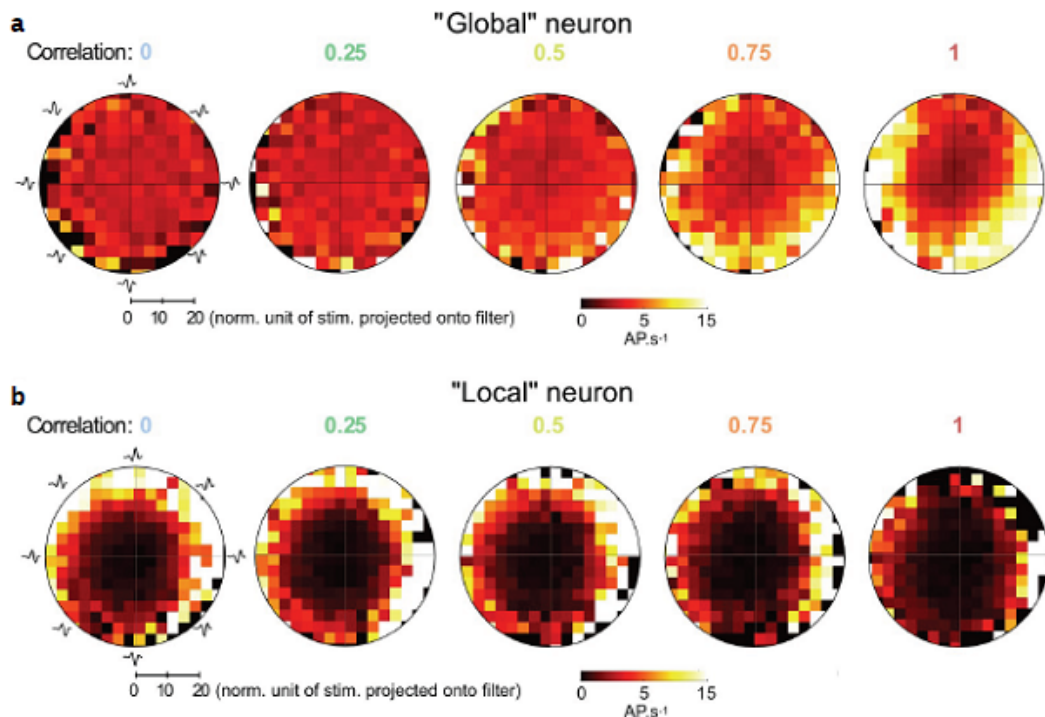 a
"Global" neuron
Correlation: 0 0.25 0.5 0.75 1
0 10 20 (norm. unit of stim. projected onto filter)
0 5 15
AP.s-1
b
"Local" neuron
Correlation: 0 0.25 0.5 0.75 1
0 10 20 (norm. unit of stim. projected onto filter)
0 5 15
AP.s-1